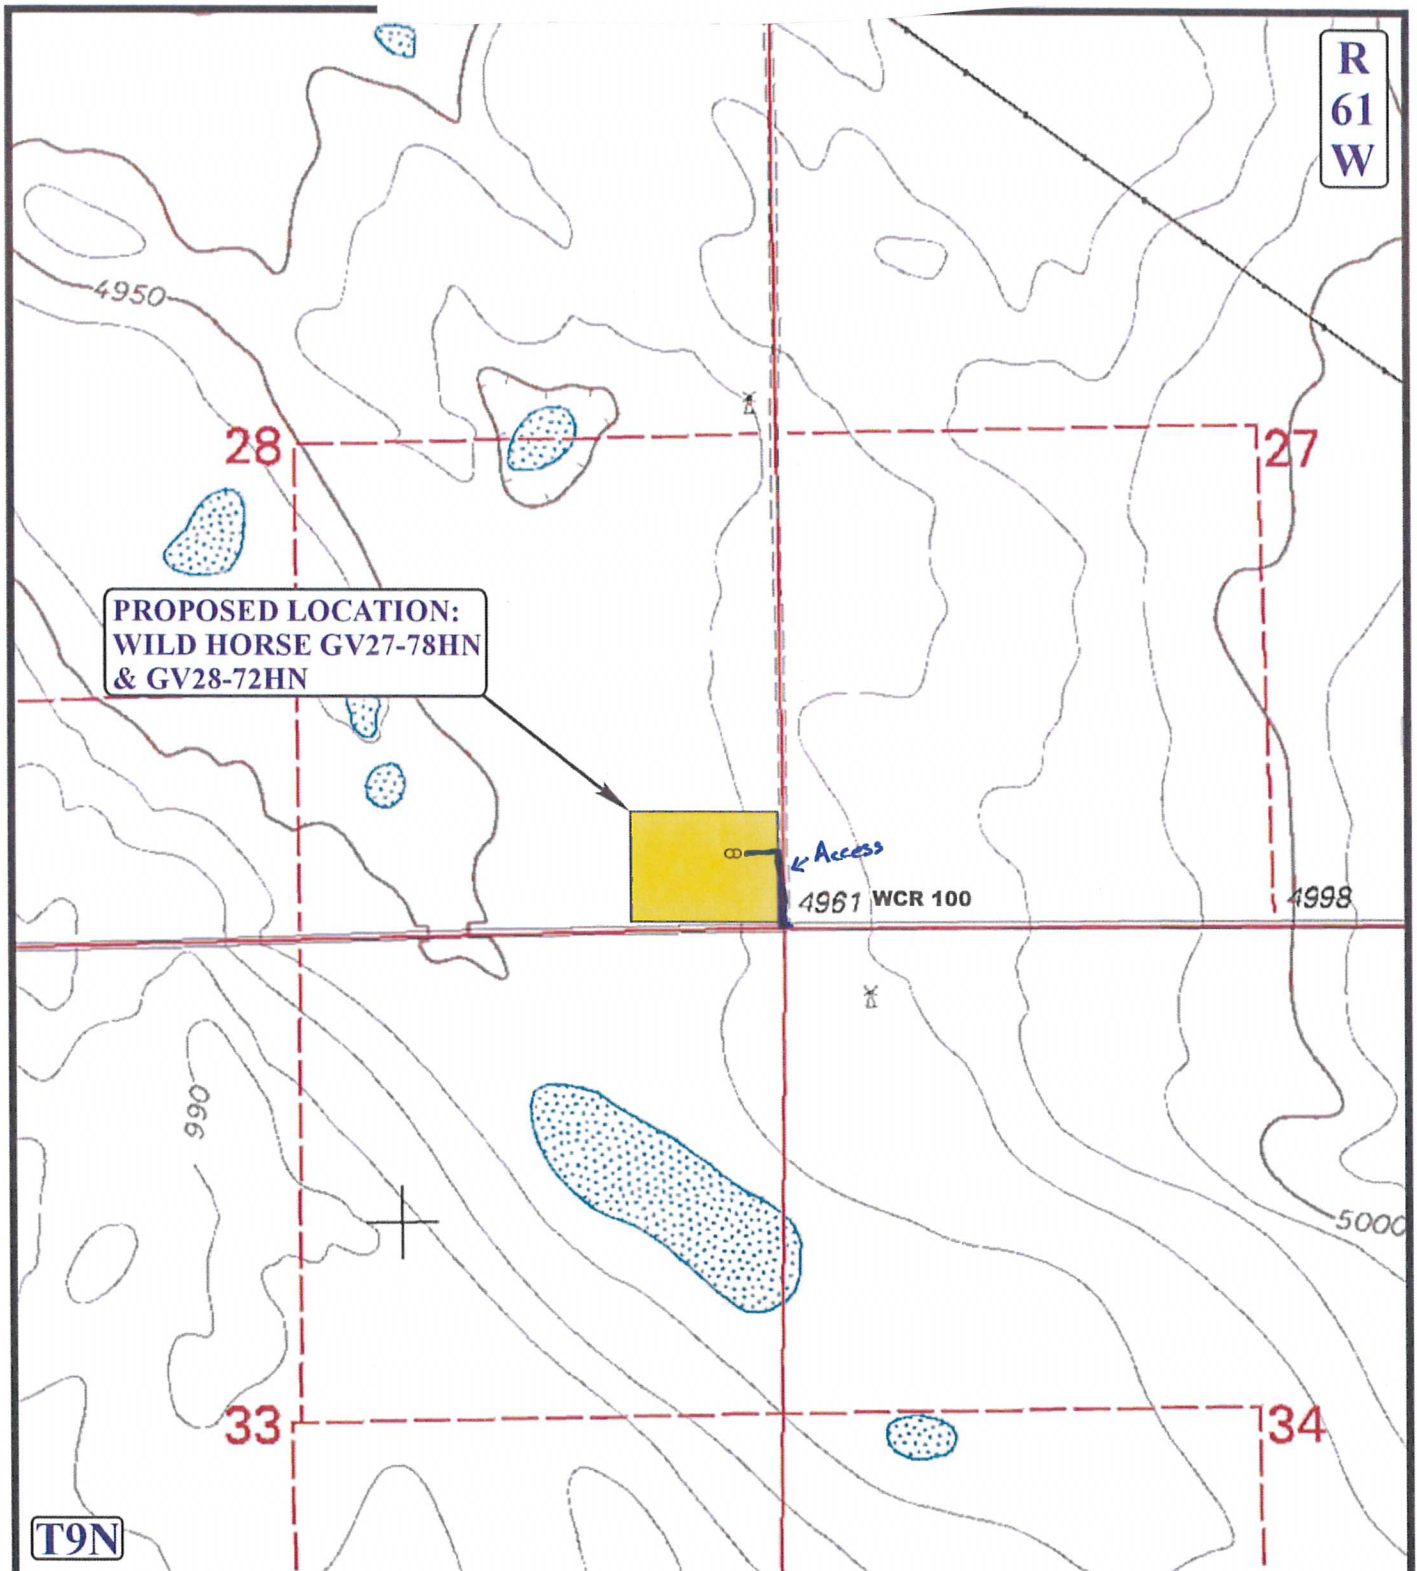 R
61
W
4950
28
27
PROPOSED LOCATION:
WILD HORSE GV27-78HN
& GV28-72HN
Access
4961 WCR 100
4998
990
5000
33
34
T9N